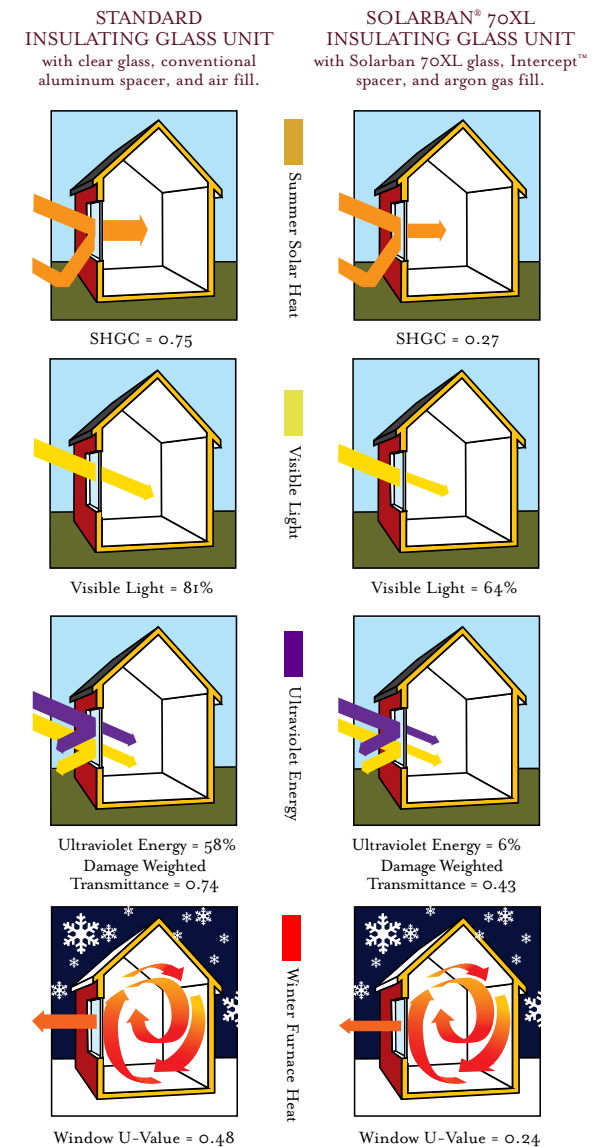 STANDARD
INSULATING GLASS UNIT
with clear glass, conventional
aluminum spacer, and air fill.
SOLARBAN® 70XL
INSULATING GLASS UNIT
with Solarban 70XL glass, Intercept™
spacer, and argon gas fill.
Summer Solar Heat
SHGC = 0.75
SHGC = 0.27
Visible Light
Visible Light = 81%
Visible Light = 64%
Ultraviolet Energy
Ultraviolet Energy = 58%
Damage Weighted
Transmittance = 0.74
Ultraviolet Energy = 6%
Damage Weighted
Transmittance = 0.43
Winter Furnace Heat
Window U-Value = 0.48
Window U-Value = 0.24